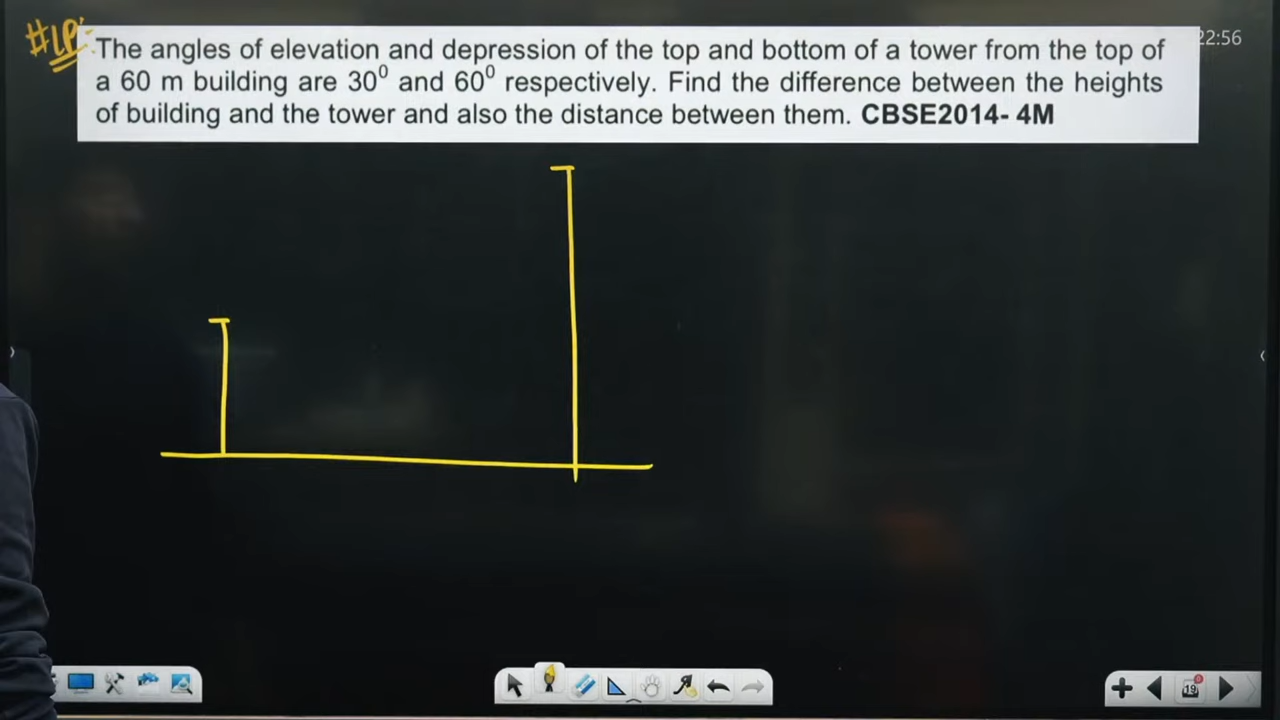 #LP:
The angles of elevation and depression of the top and bottom of a tower from the top of
22:56
a 60 m building are 30⁰ and 60⁰ respectively. Find the difference between the heights
of building and the tower and also the distance between them. CBSE2014- 4M
19